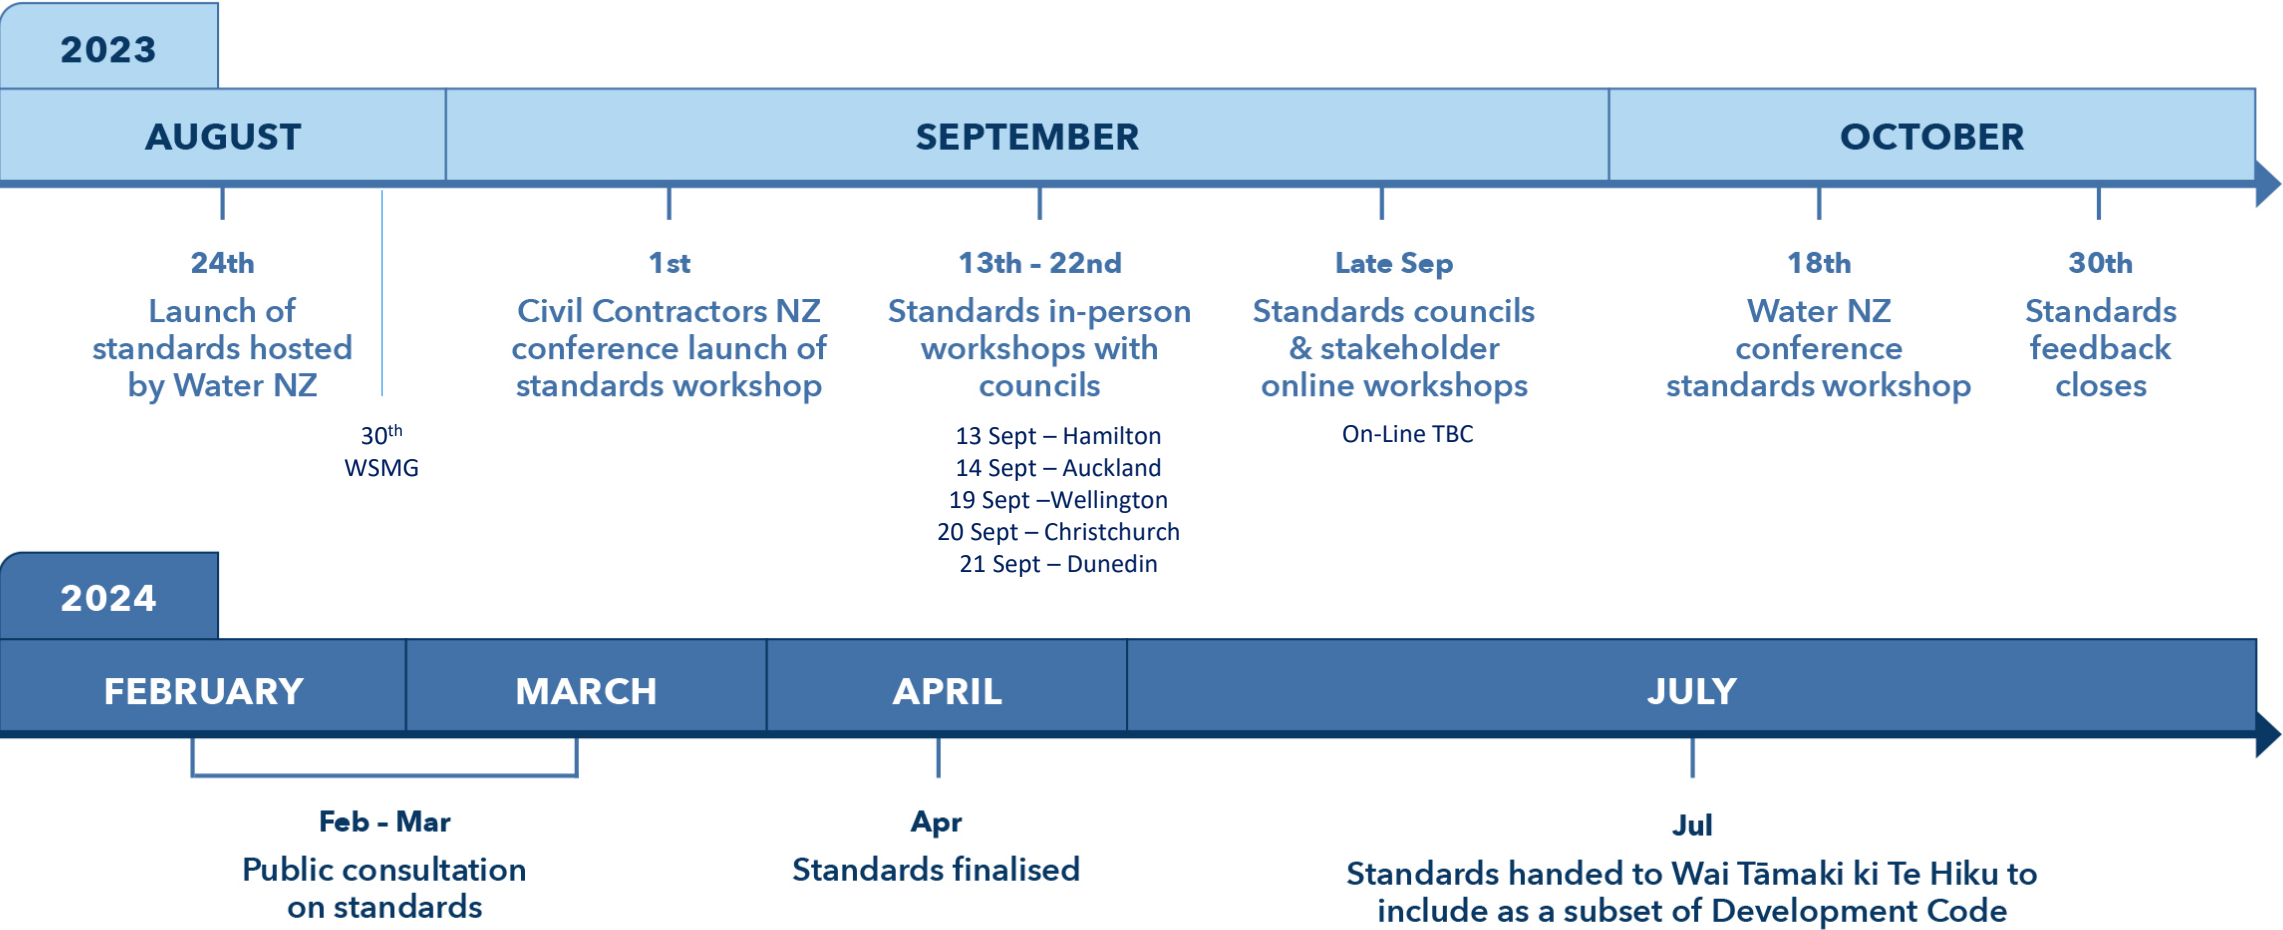 2023
AUGUST
SEPTEMBER
OCTOBER
24th
Launch of
standards hosted
by Water NZ
30th
WSMG
1st
Civil Contractors NZ
conference launch of
standards workshop
13th – 22nd
Standards in-person
workshops with
councils
13 Sept – Hamilton
14 Sept – Auckland
19 Sept –Wellington
20 Sept – Christchurch
21 Sept – Dunedin
Late Sep
Standards councils
& stakeholder
online workshops
On-Line TBC
18th
Water NZ
conference
standards workshop
30th
Standards
feedback
closes
2024
FEBRUARY
MARCH
APRIL
JULY
Feb – Mar
Public consultation
on standards
Apr
Standards finalised
Jul
Standards handed to Wai Tāmaki ki Te Hiku to
include as a subset of Development Code